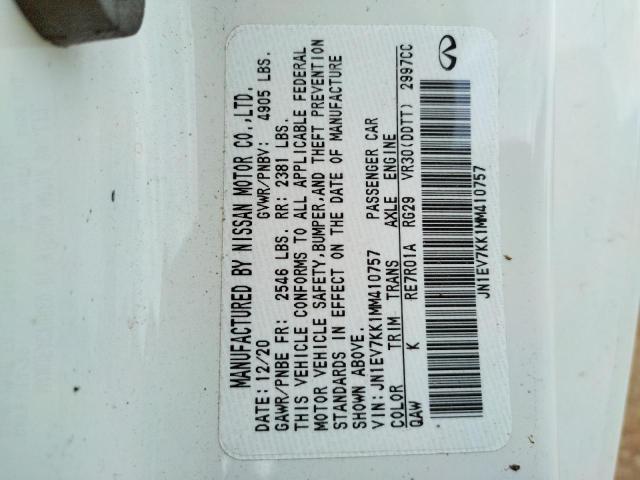 MANUFACTURED BY NISSAN MOTOR CO.,LTD.
DATE: 12/20 GVWR/PNBV: 4905 LBS.
GAWR/PNBE FR: 2546 LBS. RR: 2381 LBS.
THIS VEHICLE CONFORMS TO ALL APPLICABLE FEDERAL
MOTOR VEHICLE SAFETY,BUMPER,AND THEFT PREVENTION
STANDARDS IN EFFECT ON THE DATE OF MANUFACTURE
SHOWN ABOVE.
VIN: JN1EV7KK1MM410757 PASSENGER CAR
COLOR TRIM TRANS AXLE ENGINE
QAW K RE7R01A RG29 VR30(DDTT) 2997CC
JN1EV7KK1MM410757